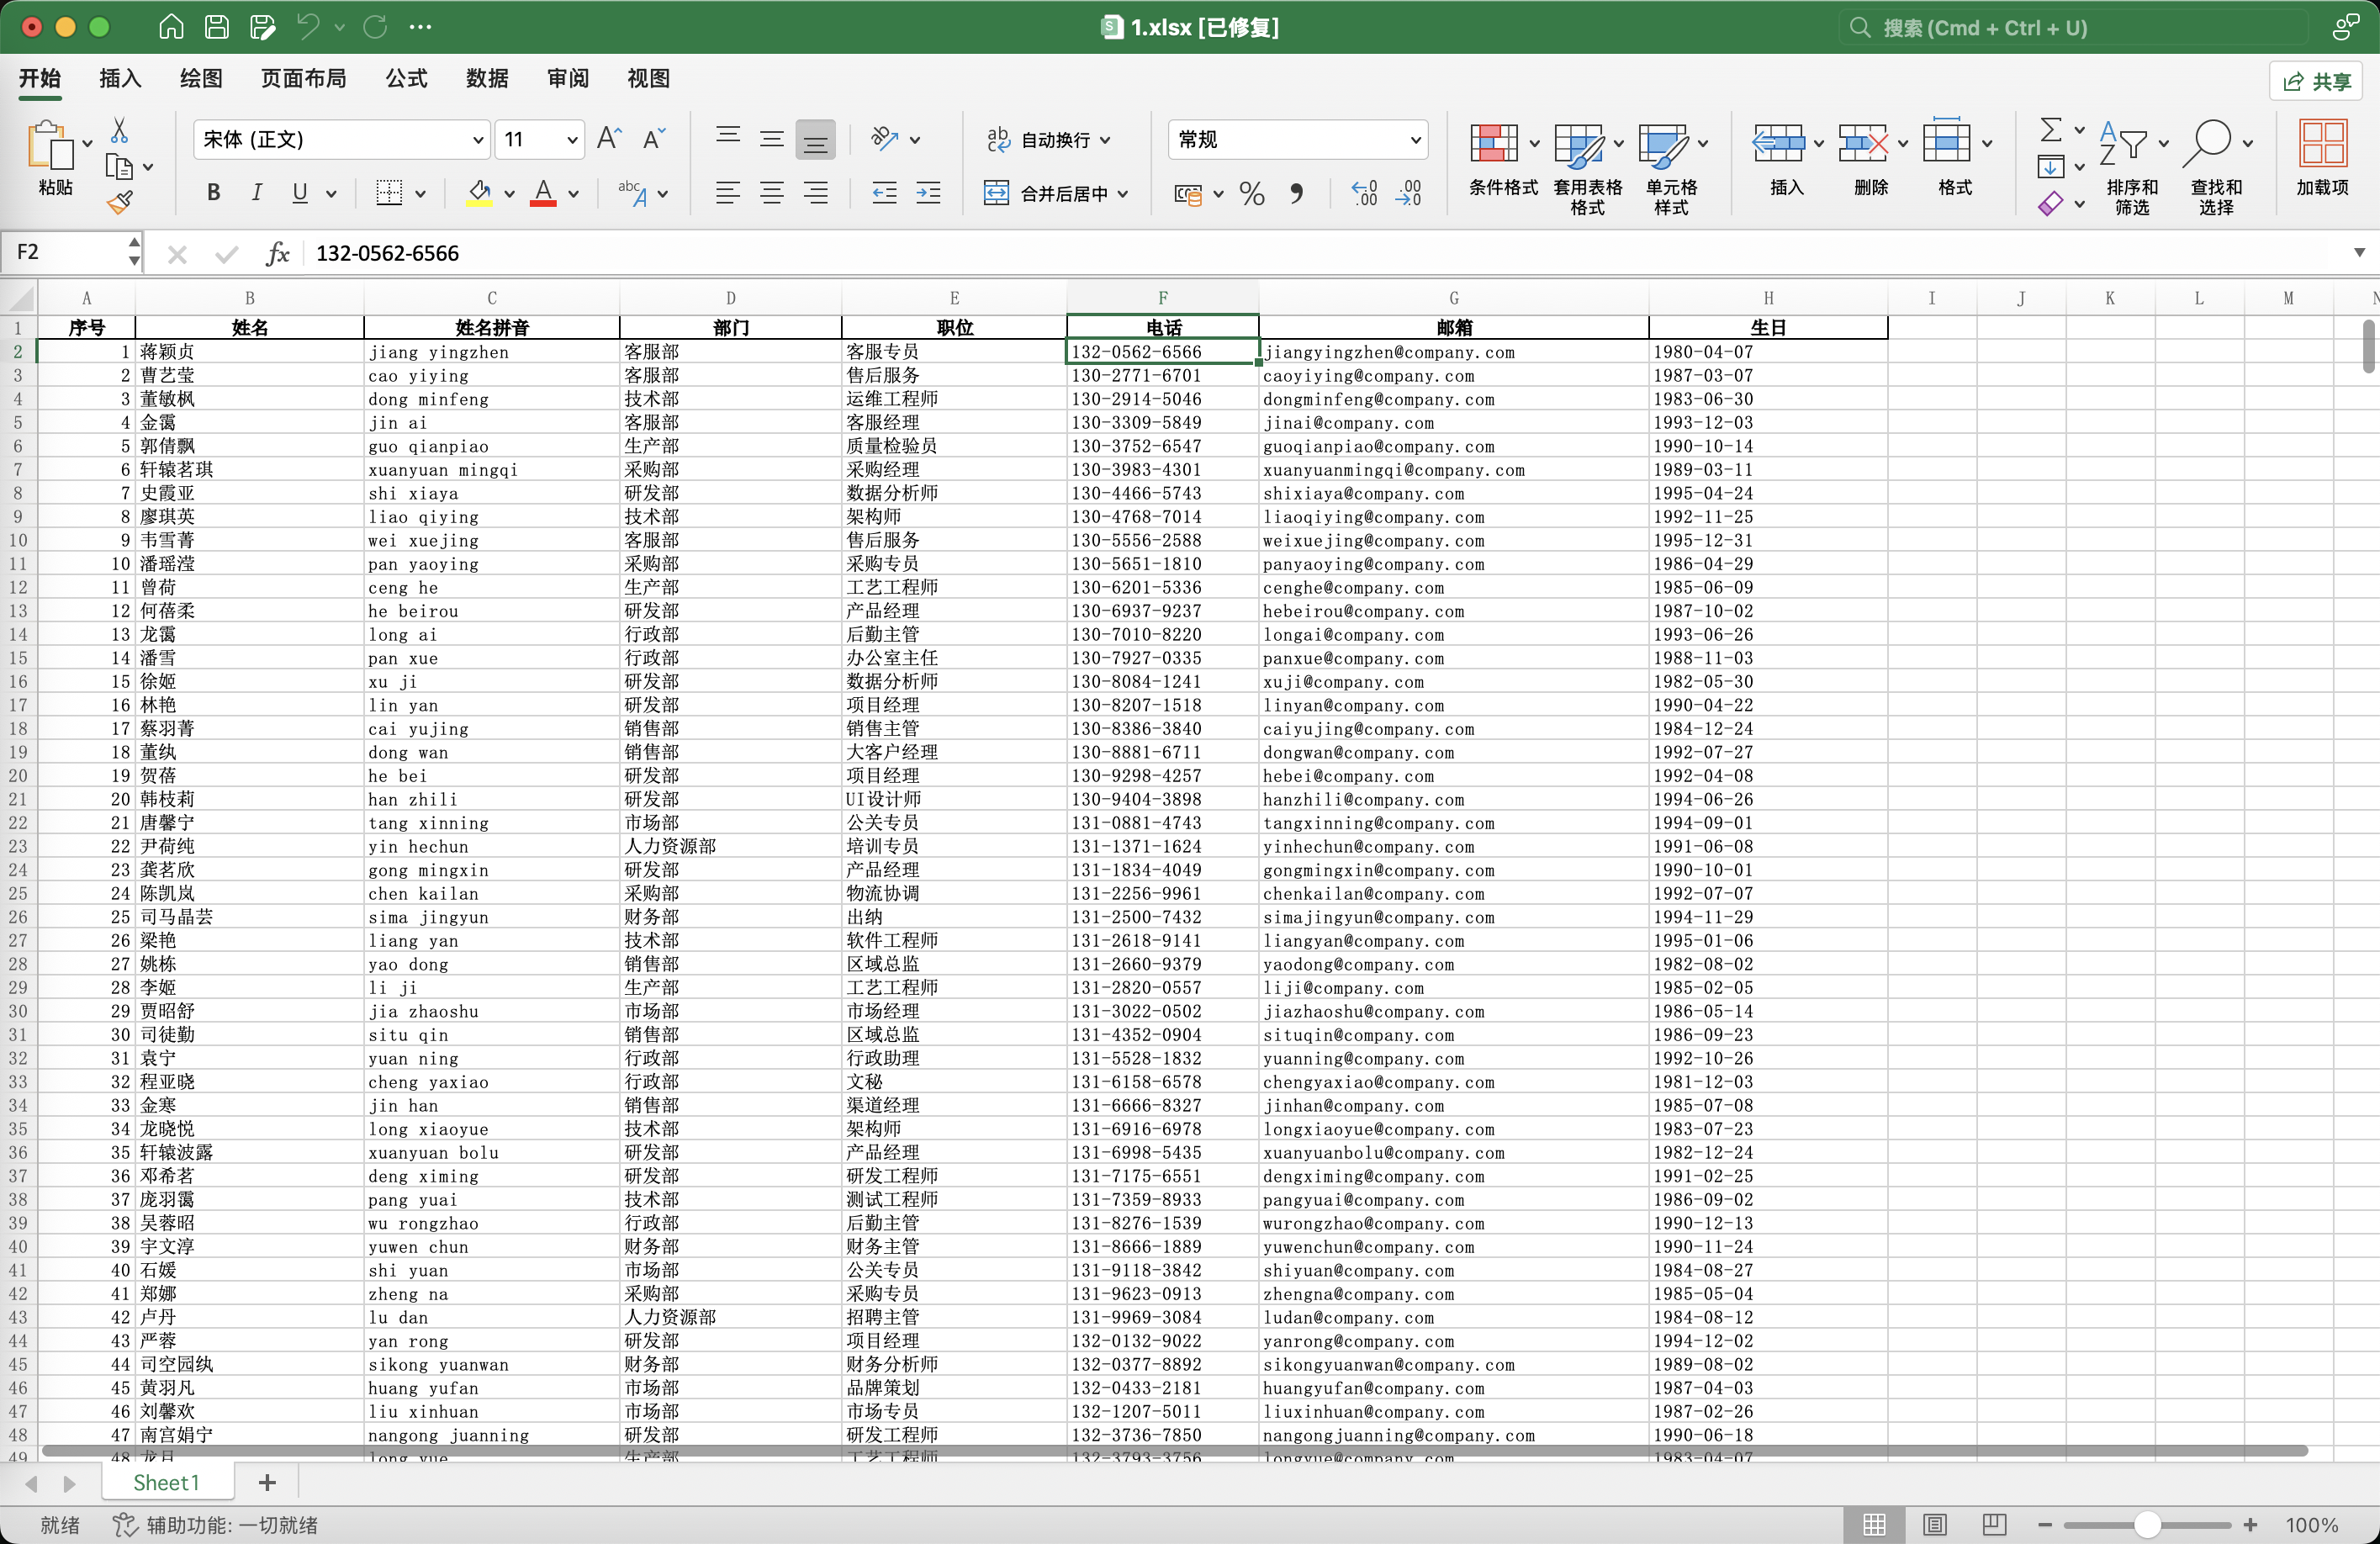 1.xlsx [已修复]
搜索 (Cmd + Ctrl + U)
开始 插入 绘图 页面布局 公式 数据 审阅 视图 共享
粘贴 宋体 (正文) 11 自动换行 合并后居中 常规 条件格式 套用表格格式 单元格样式 插入 删除 格式 排序和筛选 查找和选择 加载项
F2 fx 132-0562-6566
A B C D E F G H I J K L M N
1 序号 姓名 姓名拼音 部门 职位 电话 邮箱 生日
2 1 蒋颖贞 jiang yingzhen 客服部 客服专员 132-0562-6566 jiangyingzhen@company.com 1980-04-07
3 2 曹艺莹 cao yiying 客服部 售后服务 130-2771-6701 caoyiying@company.com 1987-03-07
4 3 董敏枫 dong minfeng 技术部 运维工程师 130-2914-5046 dongminfeng@company.com 1983-06-30
5 4 金霭 jin ai 客服部 客服经理 130-3309-5849 jinai@company.com 1993-12-03
6 5 郭倩飘 guo qianpiao 生产部 质量检验员 130-3752-6547 guoqianpiao@company.com 1990-10-14
7 6 轩辕茗琪 xuanyuan mingqi 采购部 采购经理 130-3983-4301 xuanyuanmingqi@company.com 1989-03-11
8 7 史霞亚 shi xiaya 研发部 数据分析师 130-4466-5743 shixiaya@company.com 1995-04-24
9 8 廖琪英 liao qiying 技术部 架构师 130-4768-7014 liaoqiying@company.com 1992-11-25
10 9 韦雪菁 wei xuejing 客服部 售后服务 130-5556-2588 weixuejing@company.com 1995-12-31
11 10 潘瑶滢 pan yaoying 采购部 采购专员 130-5651-1810 panyaoying@company.com 1986-04-29
12 11 曾荷 ceng he 生产部 工艺工程师 130-6201-5336 cenghe@company.com 1985-06-09
13 12 何蓓柔 he beirou 研发部 产品经理 130-6937-9237 hebeirou@company.com 1987-10-02
14 13 龙霭 long ai 行政部 后勤主管 130-7010-8220 longai@company.com 1993-06-26
15 14 潘雪 pan xue 行政部 办公室主任 130-7927-0335 panxue@company.com 1988-11-03
16 15 徐姬 xu ji 研发部 数据分析师 130-8084-1241 xuji@company.com 1982-05-30
17 16 林艳 lin yan 研发部 项目经理 130-8207-1518 linyan@company.com 1990-04-22
18 17 蔡羽菁 cai yujing 销售部 销售主管 130-8386-3840 caiyujing@company.com 1984-12-24
19 18 董纨 dong wan 销售部 大客户经理 130-8881-6711 dongwan@company.com 1992-07-27
20 19 贺蓓 he bei 研发部 项目经理 130-9298-4257 hebei@company.com 1992-04-08
21 20 韩枝莉 han zhili 研发部 UI设计师 130-9404-3898 hanzhili@company.com 1994-06-26
22 21 唐馨宁 tang xinning 市场部 公关专员 131-0881-4743 tangxinning@company.com 1994-09-01
23 22 尹荷纯 yin hechun 人力资源部 培训专员 131-1371-1624 yinhechun@company.com 1991-06-08
24 23 龚茗欣 gong mingxin 研发部 产品经理 131-1834-4049 gongmingxin@company.com 1990-10-01
25 24 陈凯岚 chen kailan 采购部 物流协调 131-2256-9961 chenkailan@company.com 1992-07-07
26 25 司马晶芸 sima jingyun 财务部 出纳 131-2500-7432 simajingyun@company.com 1994-11-29
27 26 梁艳 liang yan 技术部 软件工程师 131-2618-9141 liangyan@company.com 1995-01-06
28 27 姚栋 yao dong 销售部 区域总监 131-2660-9379 yaodong@company.com 1982-08-02
29 28 李姬 li ji 生产部 工艺工程师 131-2820-0557 liji@company.com 1985-02-05
30 29 贾昭舒 jia zhaoshu 市场部 市场经理 131-3022-0502 jiazhaoshu@company.com 1986-05-14
31 30 司徒勤 situ qin 销售部 区域总监 131-4352-0904 situqin@company.com 1986-09-23
32 31 袁宁 yuan ning 行政部 行政助理 131-5528-1832 yuanning@company.com 1992-10-26
33 32 程亚晓 cheng yaxiao 行政部 文秘 131-6158-6578 chengyaxiao@company.com 1981-12-03
34 33 金寒 jin han 销售部 渠道经理 131-6666-8327 jinhan@company.com 1985-07-08
35 34 龙晓悦 long xiaoyue 技术部 架构师 131-6916-6978 longxiaoyue@company.com 1983-07-23
36 35 轩辕波露 xuanyuan bolu 研发部 产品经理 131-6998-5435 xuanyuanbolu@company.com 1982-12-24
37 36 邓希茗 deng ximing 研发部 研发工程师 131-7175-6551 dengximing@company.com 1991-02-25
38 37 庞羽霭 pang yuai 技术部 测试工程师 131-7359-8933 pangyuai@company.com 1986-09-02
39 38 吴蓉昭 wu rongzhao 行政部 后勤主管 131-8276-1539 wurongzhao@company.com 1990-12-13
40 39 宇文淳 yuwen chun 财务部 财务主管 131-8666-1889 yuwenchun@company.com 1990-11-24
41 40 石媛 shi yuan 市场部 公关专员 131-9118-3842 shiyuan@company.com 1984-08-27
42 41 郑娜 zheng na 采购部 采购专员 131-9623-0913 zhengna@company.com 1985-05-04
43 42 卢丹 lu dan 人力资源部 招聘主管 131-9969-3084 ludan@company.com 1984-08-12
44 43 严蓉 yan rong 研发部 项目经理 132-0132-9022 yanrong@company.com 1994-12-02
45 44 司空园纨 sikong yuanwan 财务部 财务分析师 132-0377-8892 sikongyuanwan@company.com 1989-08-02
46 45 黄羽凡 huang yufan 市场部 品牌策划 132-0433-2181 huangyufan@company.com 1987-04-03
47 46 刘馨欢 liu xinhuan 市场部 市场专员 132-1207-5011 liuxinhuan@company.com 1987-02-26
48 47 南宫娟宁 nangong juanning 研发部 研发工程师 132-3736-7850 nangongjuanning@company.com 1990-06-18
49 48 long yue 生产部 工艺工程师 132-3793-3756 longyue@company.com 1983-04-07
Sheet1
就绪 辅助功能: 一切就绪 100%